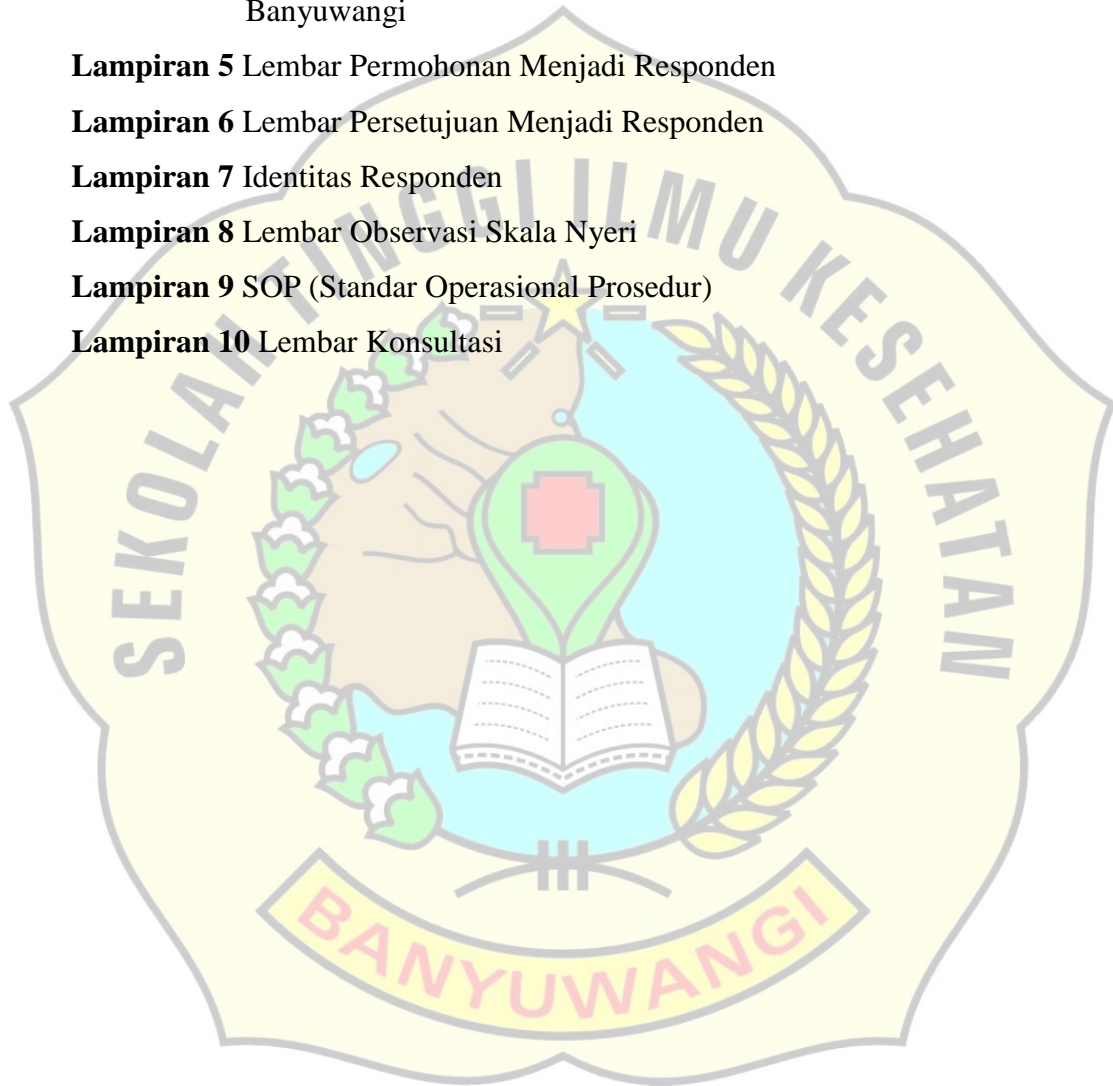 Banyuwangi
Lampiran 5 Lembar Permohonan Menjadi Responden
Lampiran 6 Lembar Persetujuan Menjadi Responden
Lampiran 7 Identitas Responden
Lampiran 8 Lembar Observasi Skala Nyeri
Lampiran 9 SOP (Standar Operasional Prosedur)
Lampiran 10 Lembar Konsultasi
SEKOLAH TINGGI ILMU KESEHATAN
BANYUWANGI